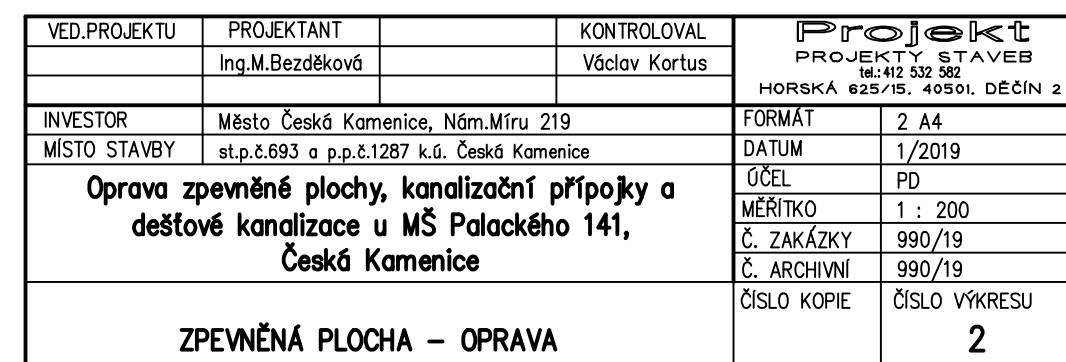 VED.PROJEKTU PROJEKTANT KONTROLOVAL
Ing.M.Bezděková Václav Kortus
Projekt
PROJEKTY STAVEB
tel.: 412 532 582
HORSKÁ 625/15, 40501, DĚČÍN 2
INVESTOR Město Česká Kamenice, Nám.Míru 219
MÍSTO STAVBY st.p.č.693 a p.p.č.1287 k.ú. Česká Kamenice
Oprava zpevněné plochy, kanalizační přípojky a
dešťové kanalizace u MŠ Palackého 141,
Česká Kamenice
ZPEVNĚNÁ PLOCHA – OPRAVA
FORMÁT 2 A4
DATUM 1/2019
ÚČEL PD
MĚŘÍTKO 1 : 200
Č. ZAKÁZKY 990/19
Č. ARCHIVNÍ 990/19
ČÍSLO KOPIE ČÍSLO VÝKRESU
2